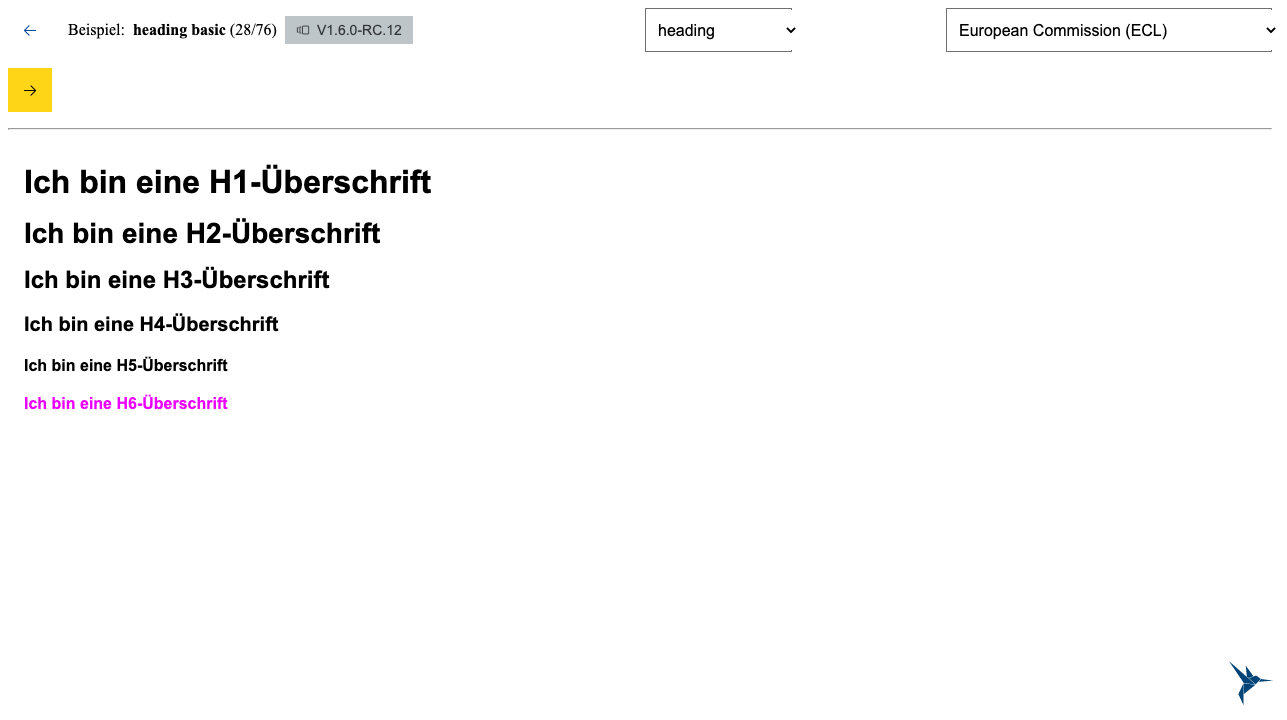 Beispiel: heading basic (28/76) V1.6.0-RC.12 heading European Commission (ECL)
Ich bin eine H1-Überschrift
Ich bin eine H2-Überschrift
Ich bin eine H3-Überschrift
Ich bin eine H4-Überschrift
Ich bin eine H5-Überschrift
Ich bin eine H6-Überschrift